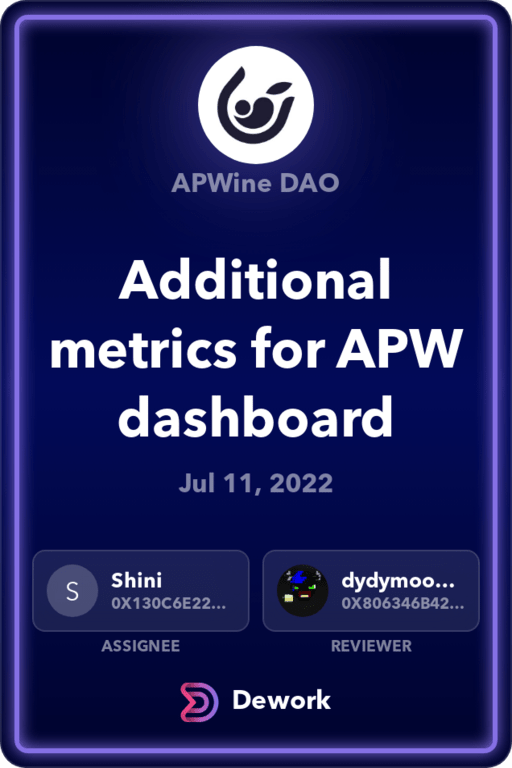 APWine DAO
Additional
metrics for APW
dashboard
Jul 11, 2022
S
Shini
0X130C6E22...
ASSIGNEE
dydymoo...
0X806346B42...
REVIEWER
Dework